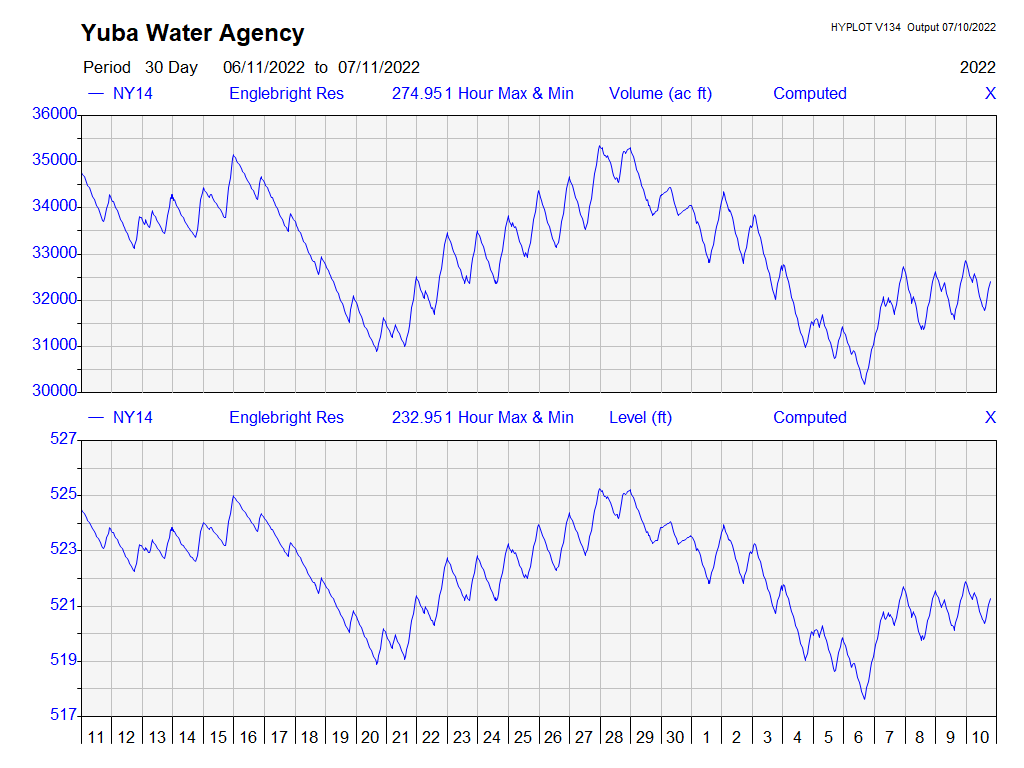 Yuba Water Agency HYPLOT V134 Output 07/10/2022
Period 30 Day 06/11/2022 to 07/11/2022 2022
— NY14 Englebright Res 274.951 Hour Max & Min Volume (ac ft) Computed X
36000
35000
34000
33000
32000
31000
30000
— NY14 Englebright Res 232.951 Hour Max & Min Level (ft) Computed X
527
525
523
521
519
517
11 12 13 14 15 16 17 18 19 20 21 22 23 24 25 26 27 28 29 30 1 2 3 4 5 6 7 8 9 10